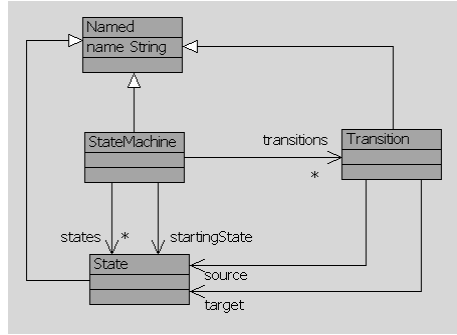 Named
name String
StateMachine
transitions
Transition
*
states
*
startingState
State
source
target